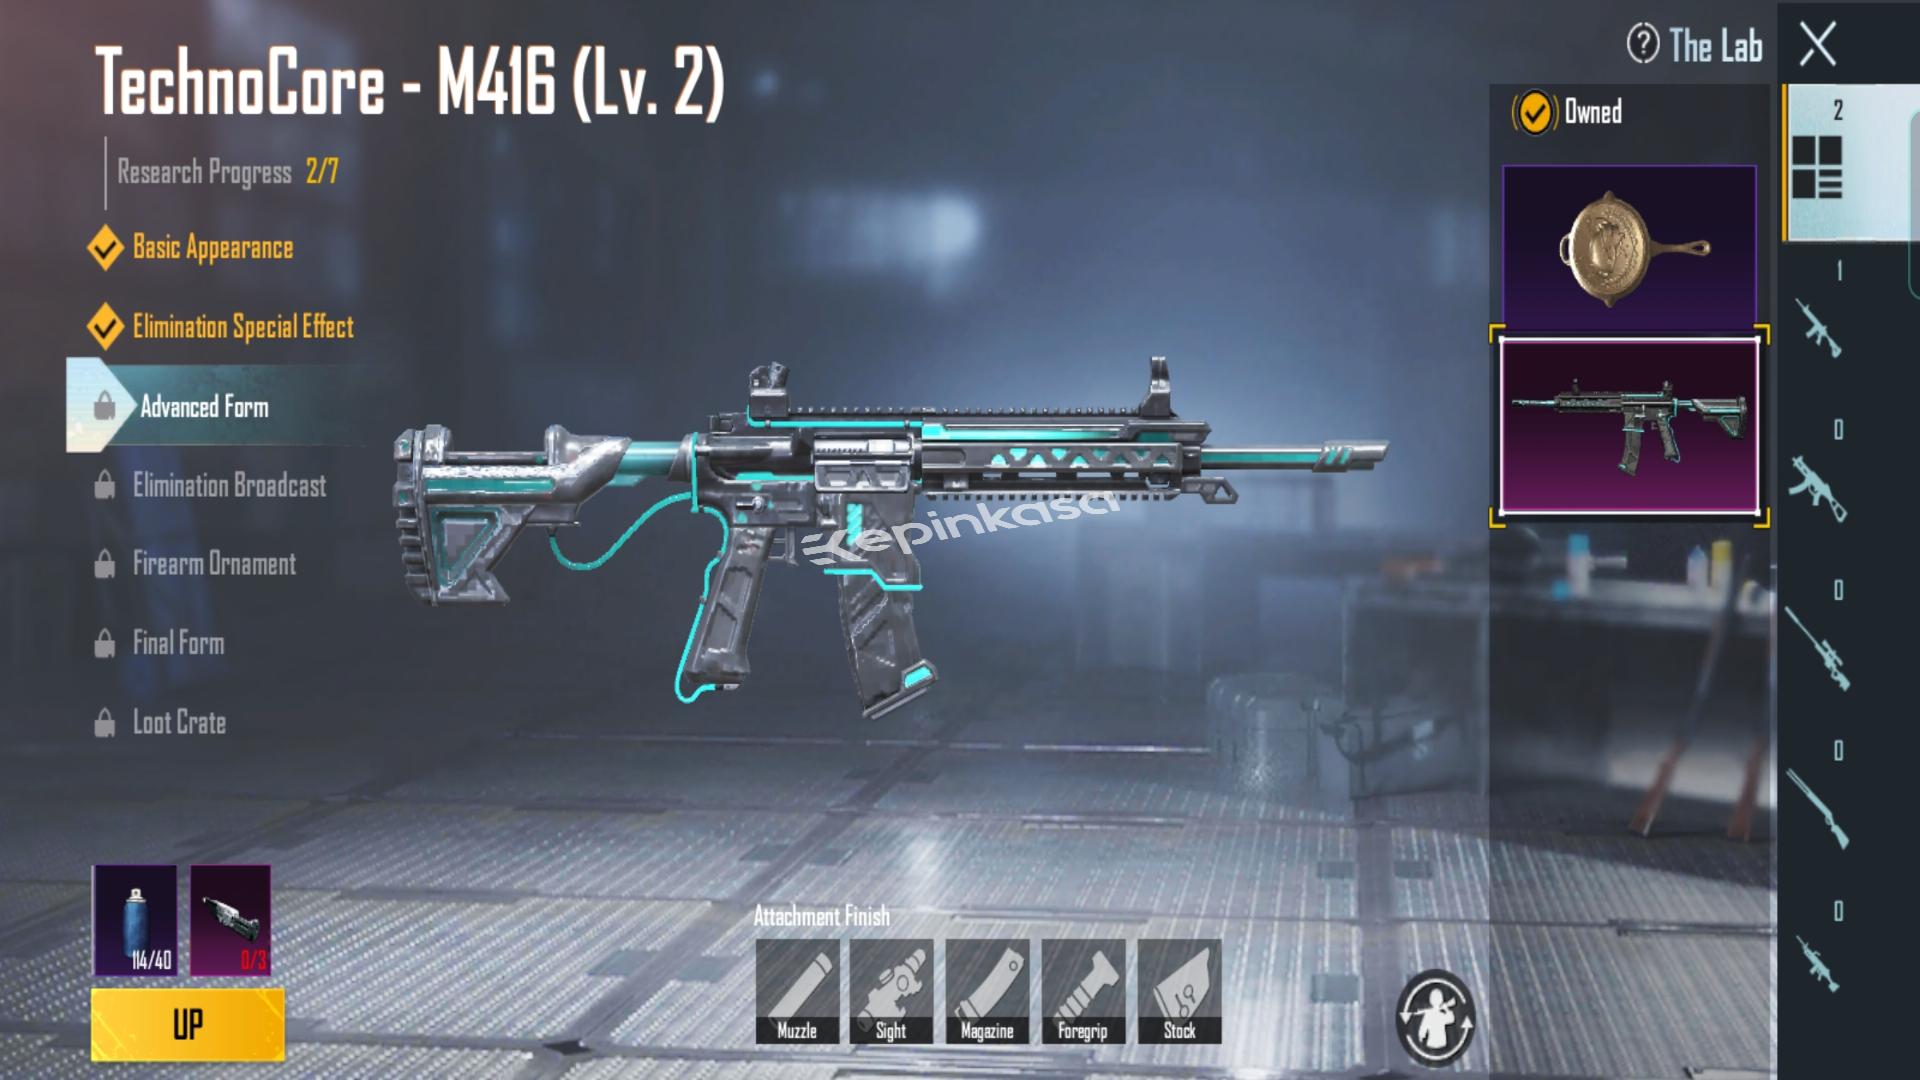 TechnoCore - M416 (Lv. 2)
The Lab
Research Progress 2/7
Owned
2
Basic Appearance
Elimination Special Effect
Advanced Form
Elimination Broadcast
Firearm Ornament
Final Form
Loot Crate
1
0
0
0
0
Kepinkasa
114/40
0/3
UP
Attachment Finish
Muzzle
Sight
Magazine
Foregrip
Stock